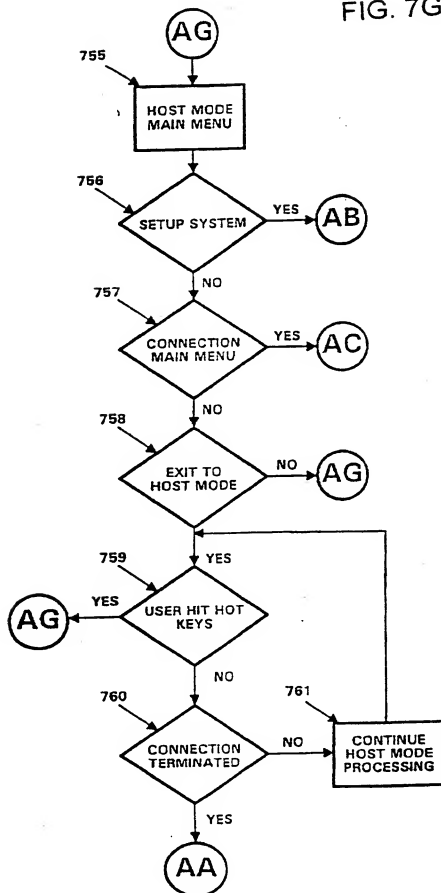 FIG. 7G
AG
755
HOST MODE
MAIN MENU
756
SETUP SYSTEM
YES
AB
NO
757
CONNECTION
MAIN MENU
YES
AC
NO
758
EXIT TO
HOST MODE
NO
AG
YES
759
USER HIT HOT
KEYS
YES
AG
NO
760
CONNECTION
TERMINATED
NO
761
CONTINUE
HOST MODE
PROCESSING
YES
AA